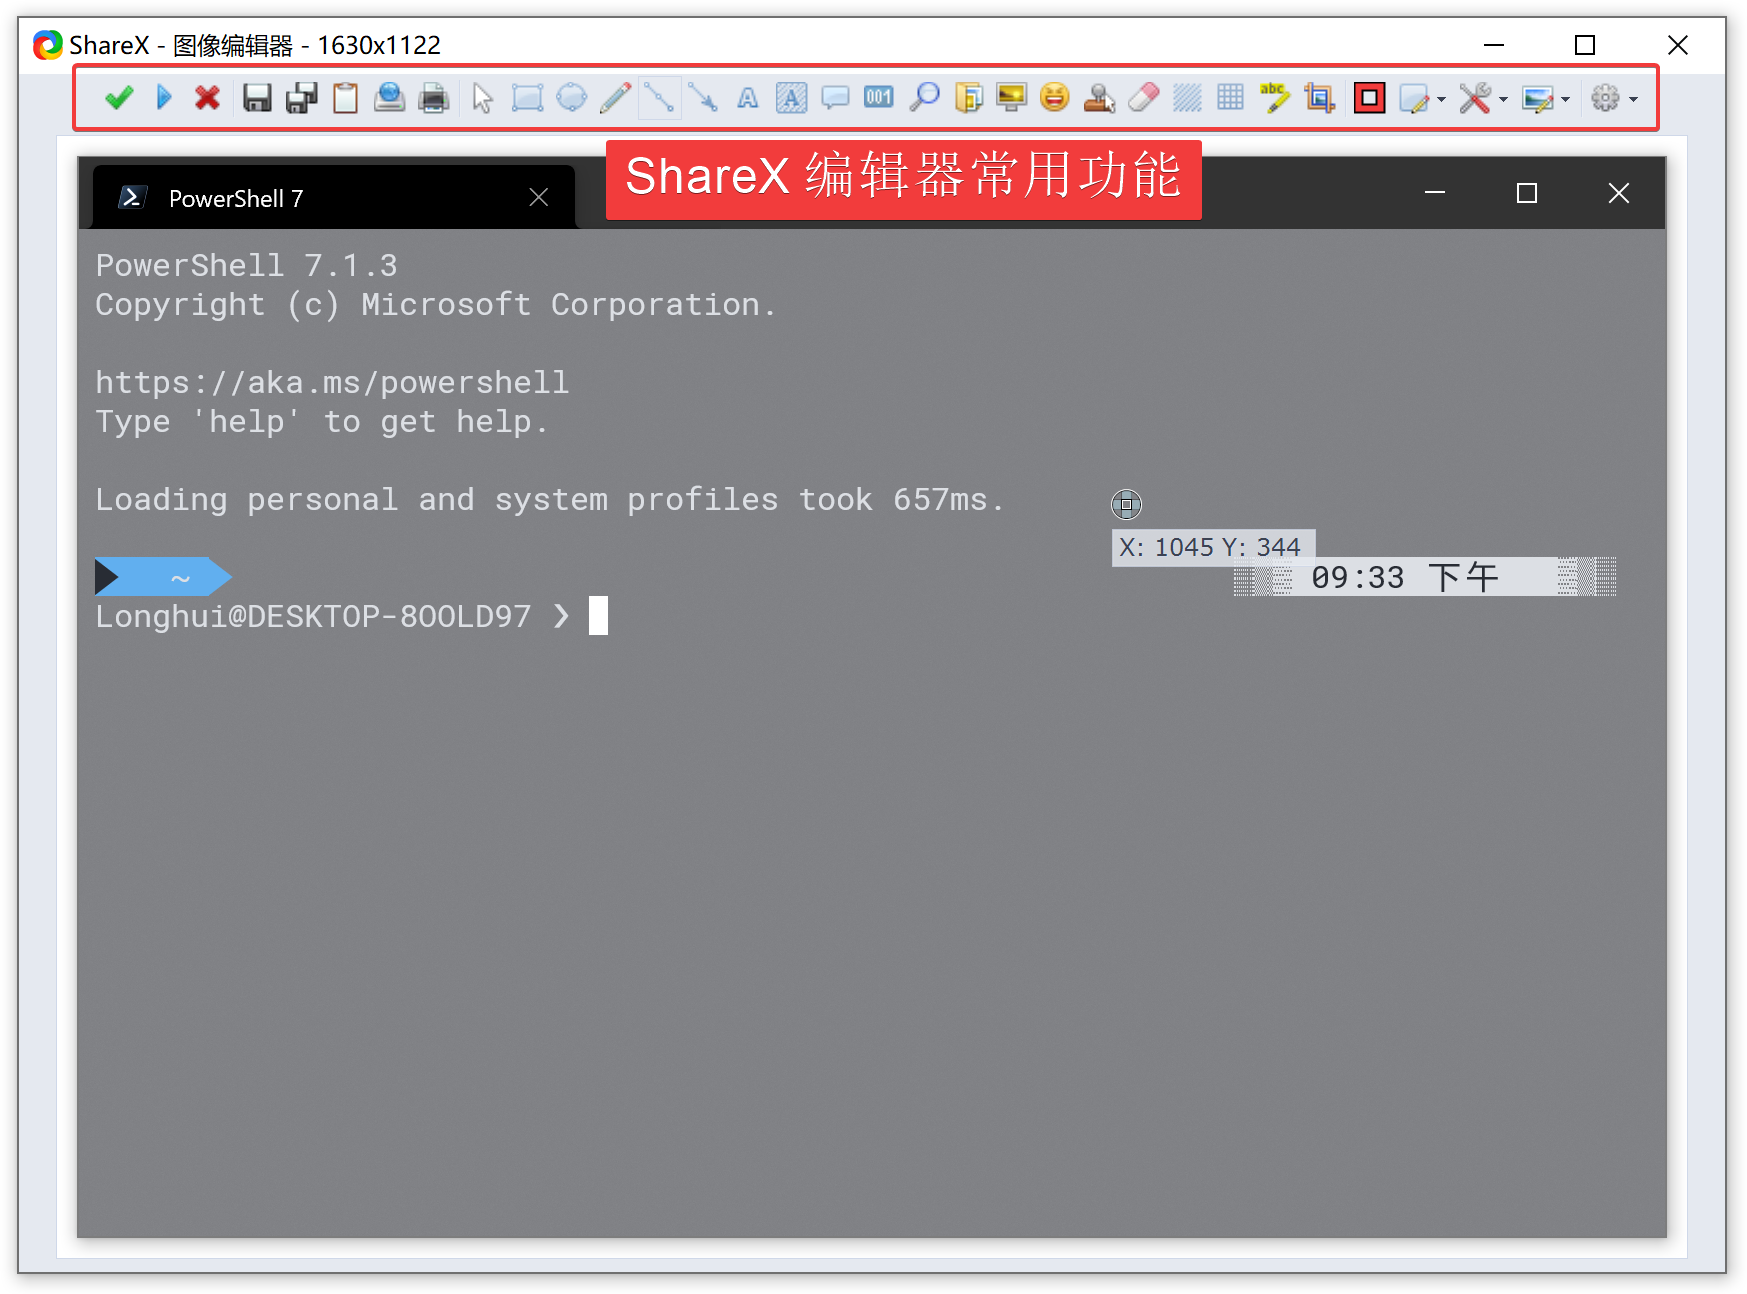 ShareX - 图像编辑器 - 1630x1122
A A 001 abc
ShareX 编辑器常用功能
PowerShell 7
PowerShell 7.1.3
Copyright (c) Microsoft Corporation.
https://aka.ms/powershell
Type 'help' to get help.
Loading personal and system profiles took 657ms.
X: 1045 Y: 344
~ 09:33 下午
Longhui@DESKTOP-8OOLD97 ❯